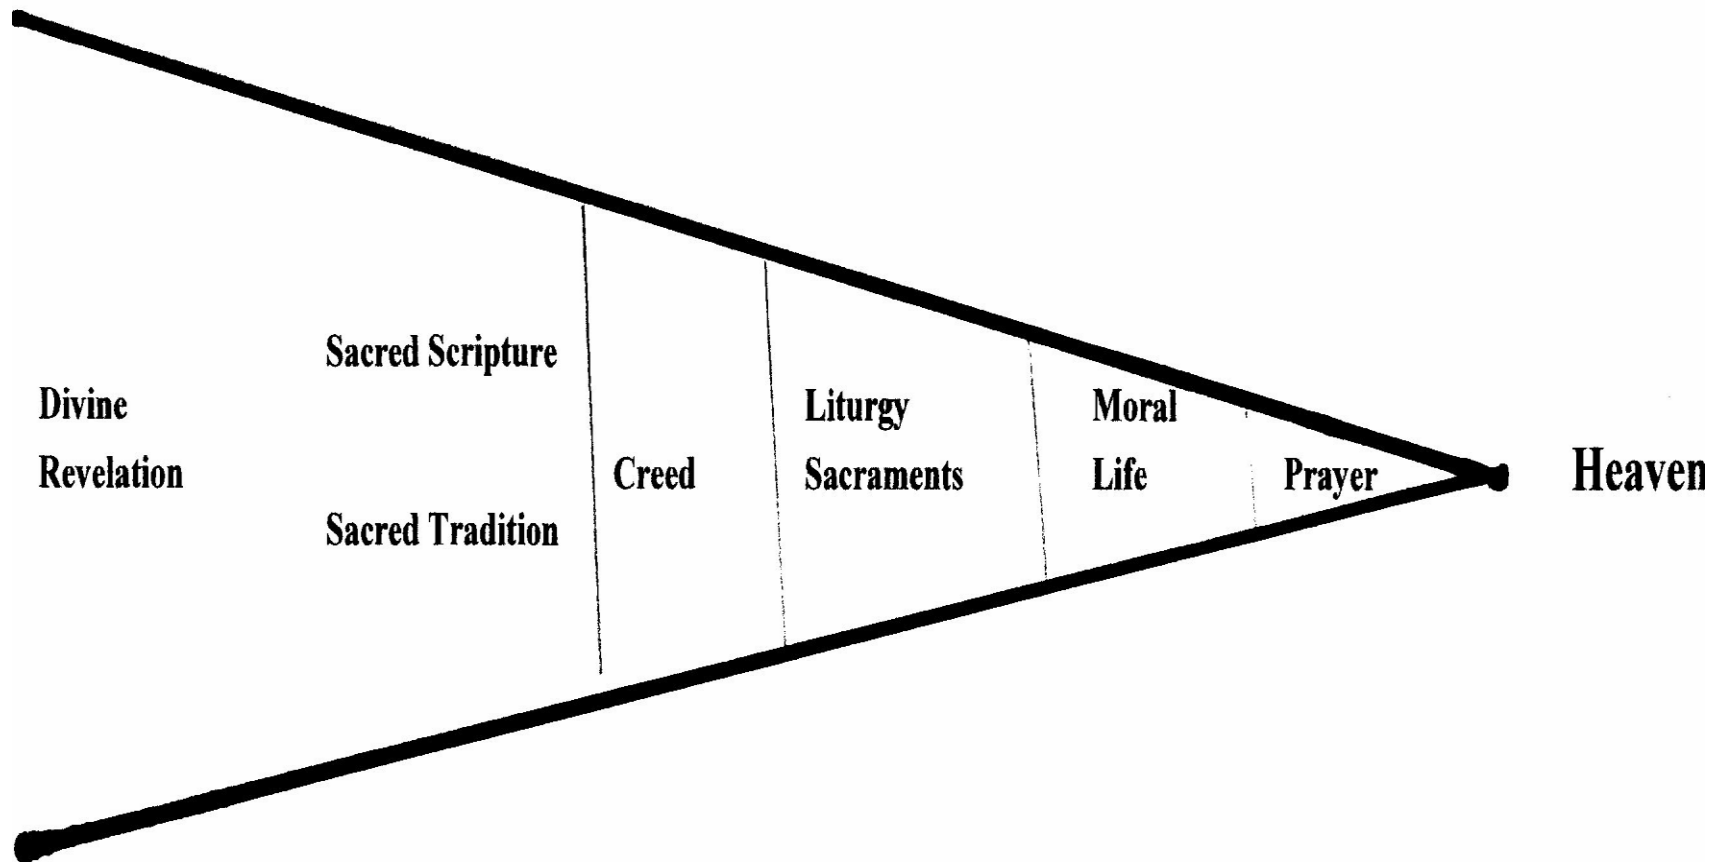 Divine
Revelation
Sacred Scripture
Sacred Tradition
Creed
Liturgy
Sacraments
Moral
Life
Prayer
Heaven